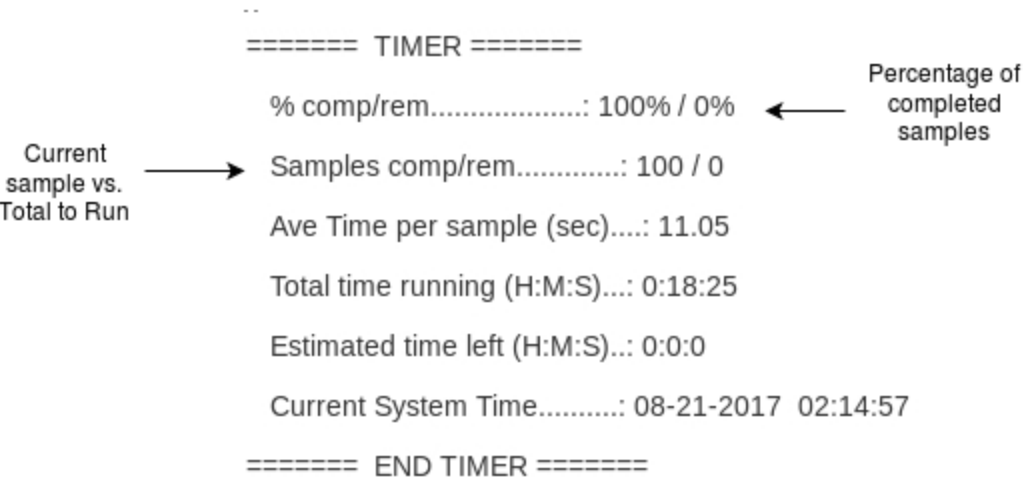 ..
======= TIMER =======
Percentage of
completed
samples
% comp/rem...................: 100% / 0%
Current
sample vs.
Total to Run
Samples comp/rem.............: 100 / 0
Ave Time per sample (sec)....: 11.05
Total time running (H:M:S)...: 0:18:25
Estimated time left (H:M:S)..: 0:0:0
Current System Time..........: 08-21-2017 02:14:57
======= END TIMER =======